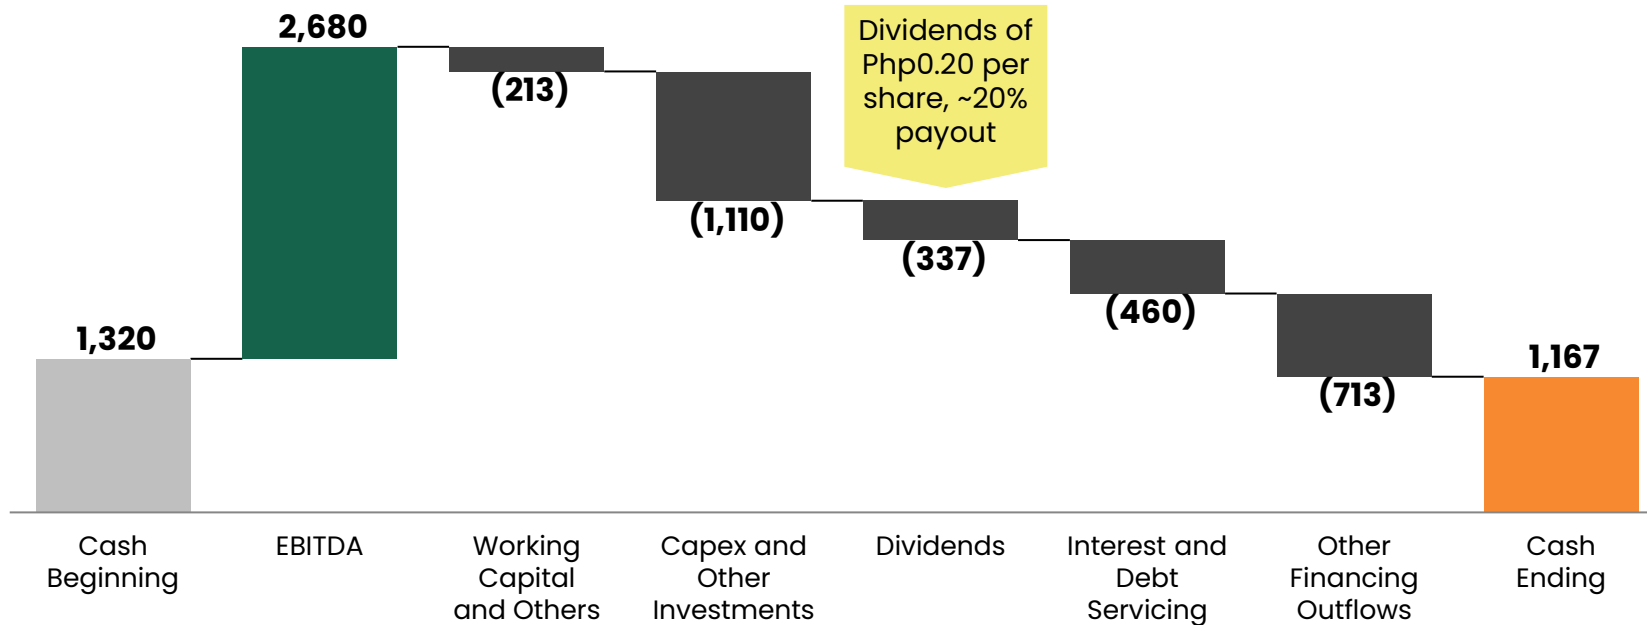 2,680
Dividends of
Php0.20 per
share, ~20%
payout
(213)
(1,110)
(337)
(460)
1,320
1,167
(713)
Cash
Beginning
EBITDA
Working
Capital
and Others
Capex and
Other
Investments
Dividends
Interest and
Debt
Servicing
Other
Financing
Outflows
Cash
Ending